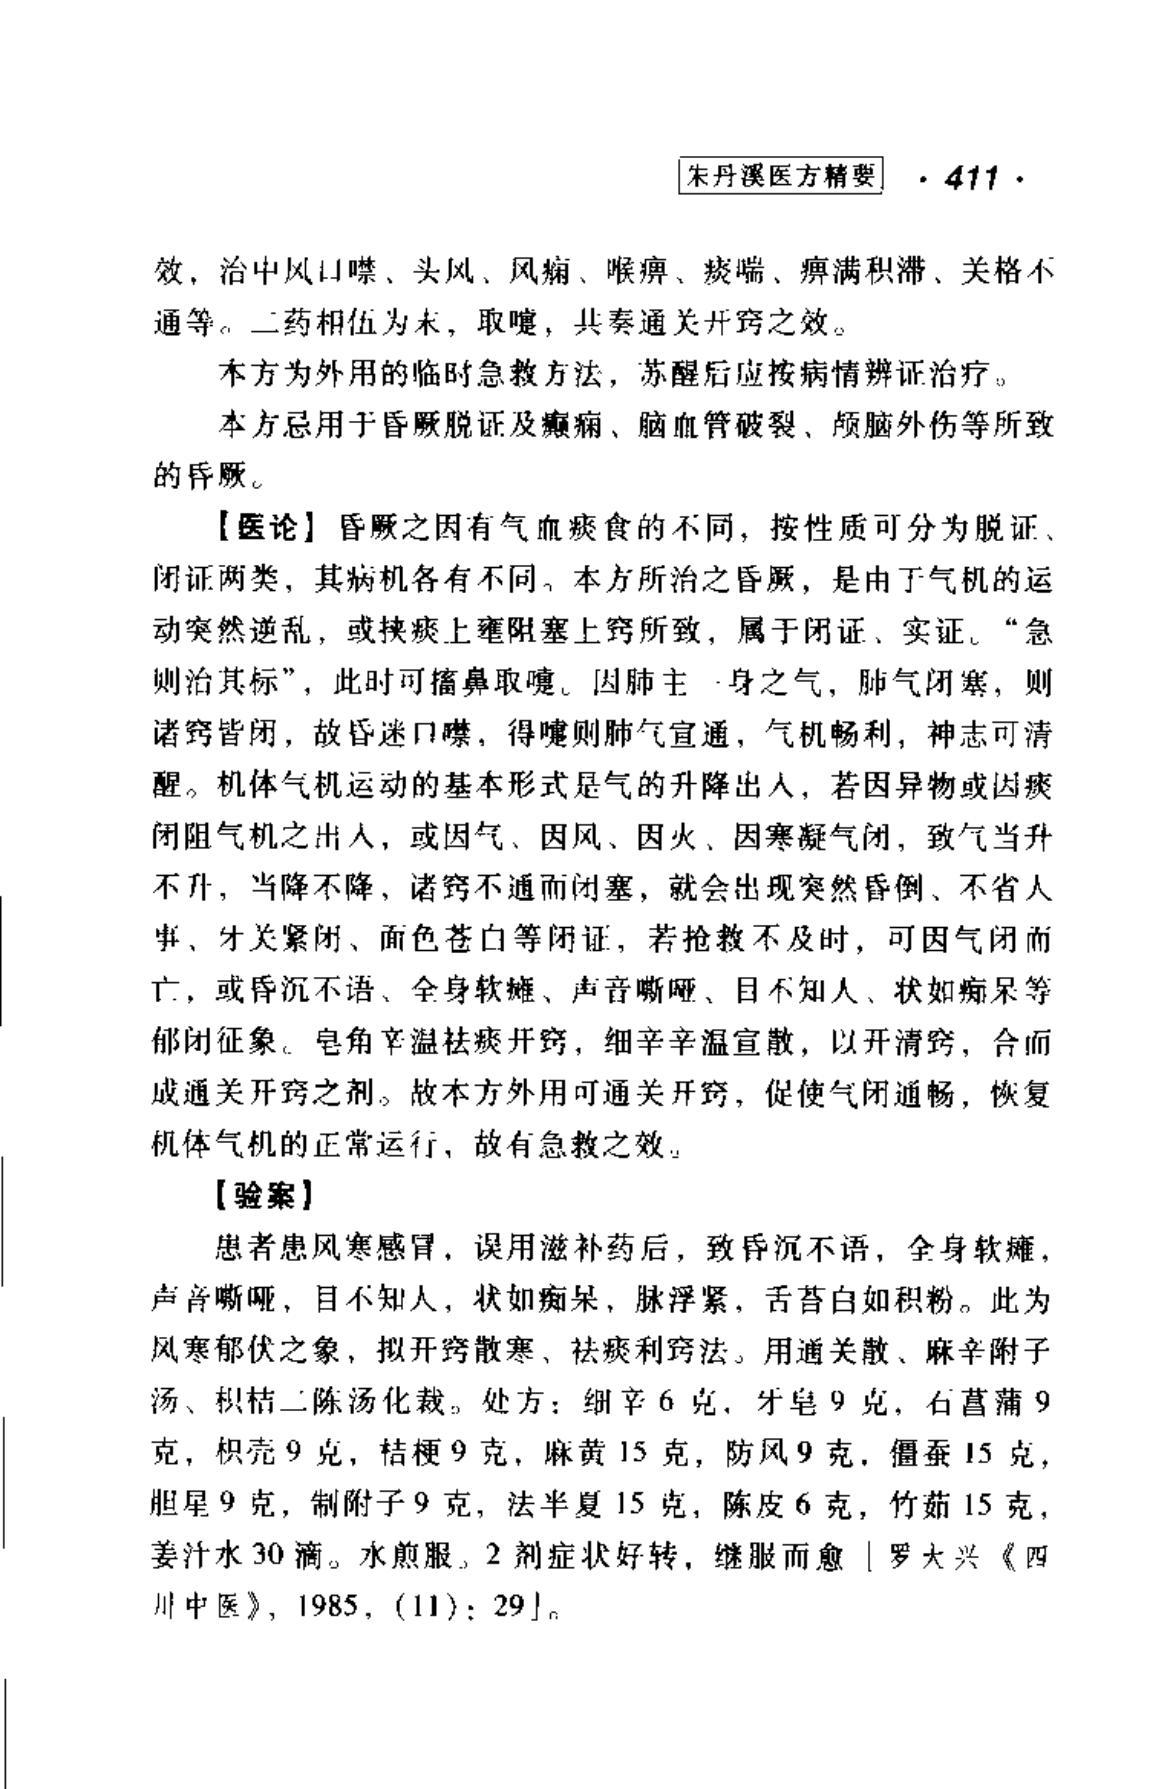 朱丹溪医方精要 · 411 ·
效，治中风口噤、头风、风痫、喉痹、痰喘、痹满积滞、关格不
通等。二药相伍为末，取嚏，共奏通关开窍之效。
本方为外用的临时急救方法，苏醒后应按病情辨证治疗。
本方忌用于昏厥脱证及癫痫、脑血管破裂、颅脑外伤等所致
的昏厥。
【医论】昏厥之因有气血痰食的不同，按性质可分为脱证、
闭证两类，其病机各有不同。本方所治之昏厥，是由于气机的运
动突然逆乱，或挟痰上雍阻塞上窍所致，属于闭证、实证。“急
则治其标”，此时可搐鼻取嚏。因肺主一身之气，肺气闭塞，则
诸窍皆闭，故昏迷口噤，得嚏则肺气宣通，气机畅利，神志可清
醒。机体气机运动的基本形式是气的升降出入，若因异物或因痰
闭阻气机之出入，或因气、因风、因火、因寒凝气闭，致气当升
不升，当降不降，诸窍不通而闭塞，就会出现突然昏倒、不省人
事、牙关紧闭、面色苍白等闭证，若抢救不及时，可因气闭而
亡，或昏沉不语、全身软瘫、声音嘶哑、目不知人、状如痴呆等
郁闭征象。皂角辛温祛痰开窍，细辛辛温宣散，以开清窍，合而
成通关开窍之剂。故本方外用可通关开窍，促使气闭通畅，恢复
机体气机的正常运行，故有急救之效。
【验案】
患者患风寒感冒，误用滋补药后，致昏沉不语，全身软瘫，
声音嘶哑，目不知人，状如痴呆，脉浮紧，舌苔白如积粉。此为
风寒郁伏之象，拟开窍散寒、祛痰利窍法。用通关散、麻辛附子
汤、枳桔二陈汤化裁。处方：细辛 6 克，牙皂 9 克，石菖蒲 9
克，枳壳 9 克，桔梗 9 克，麻黄 15 克，防风 9 克，僵蚕 15 克，
胆星 9 克，制附子 9 克，法半夏 15 克，陈皮 6 克，竹茹 15 克，
姜汁水 30 滴。水煎服。2 剂症状好转，继服而愈［罗大兴《四
川中医》，1985，(11)：29］。